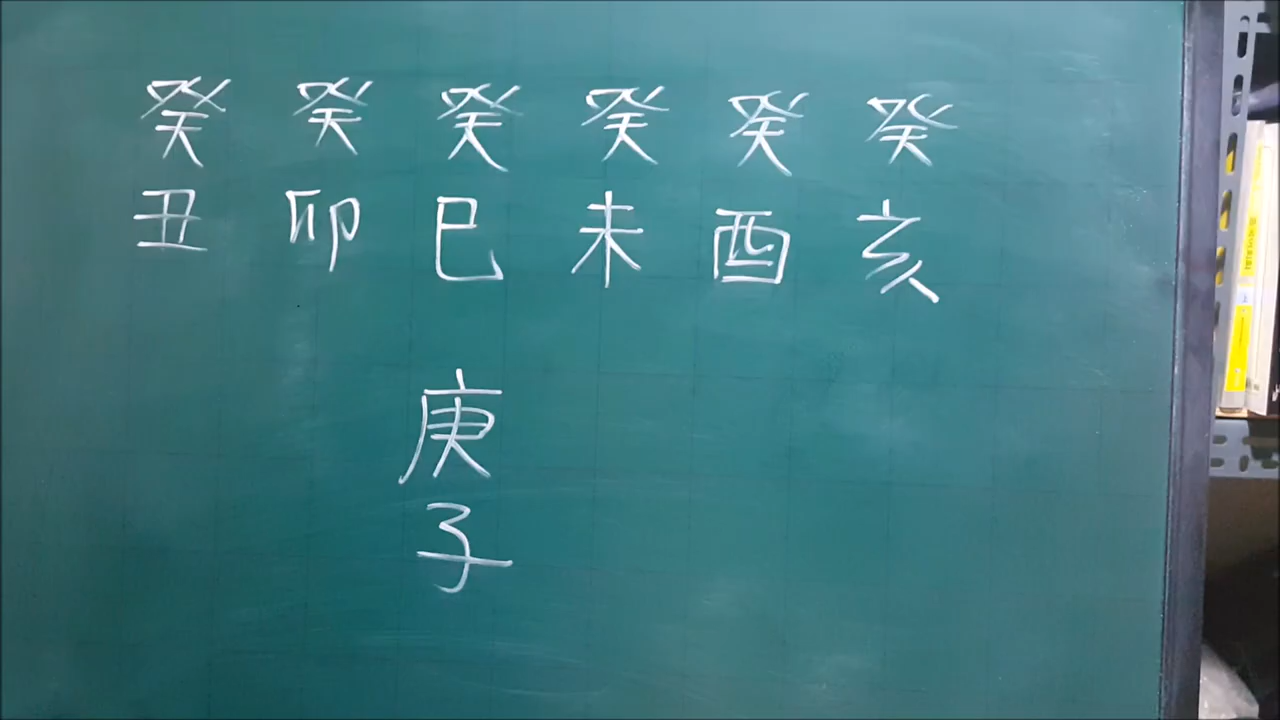 癸 癸 癸 癸 癸 癸
丑 卯 巳 未 酉 亥
庚
子